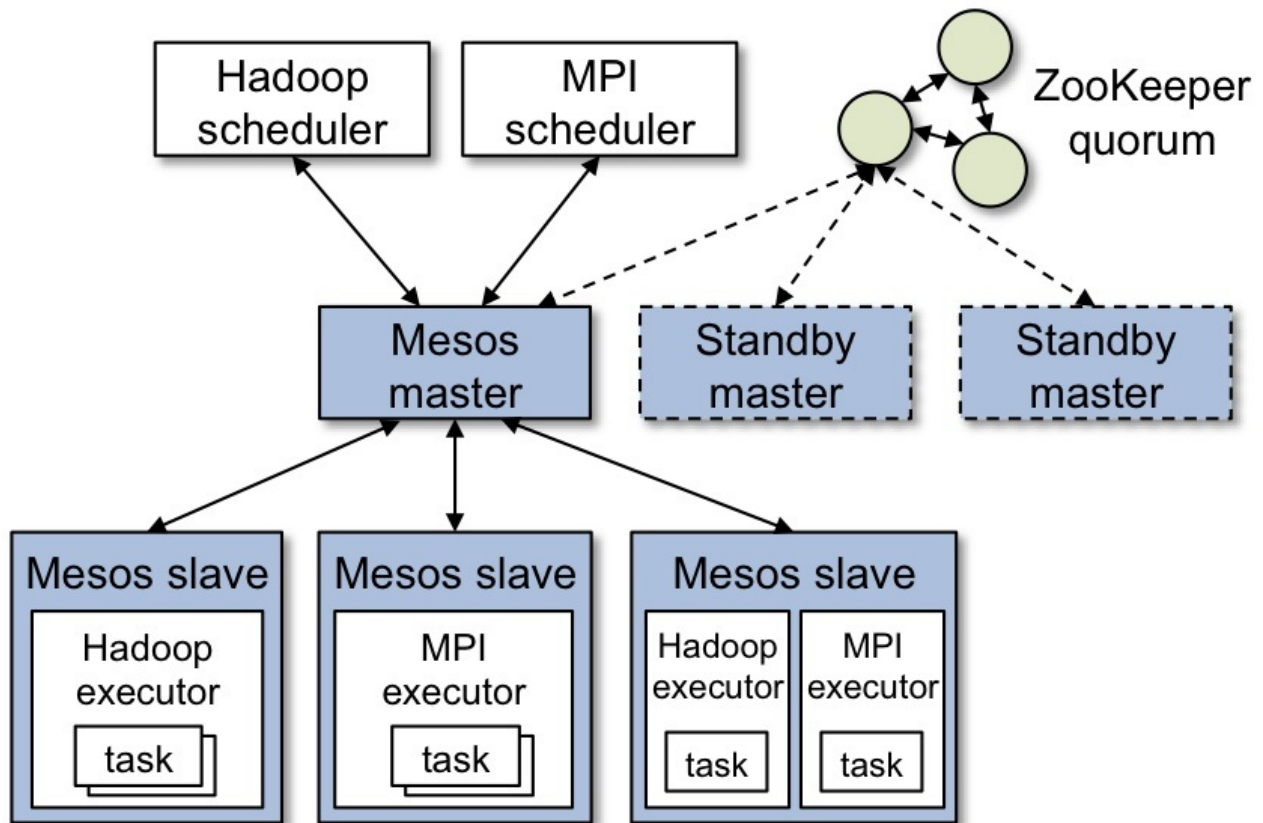 Hadoop
scheduler
MPI
scheduler
ZooKeeper
quorum
Mesos
master
Standby
master
Standby
master
Mesos slave
Hadoop
executor
task
Mesos slave
MPI
executor
task
Mesos slave
Hadoop
executor
task
MPI
executor
task